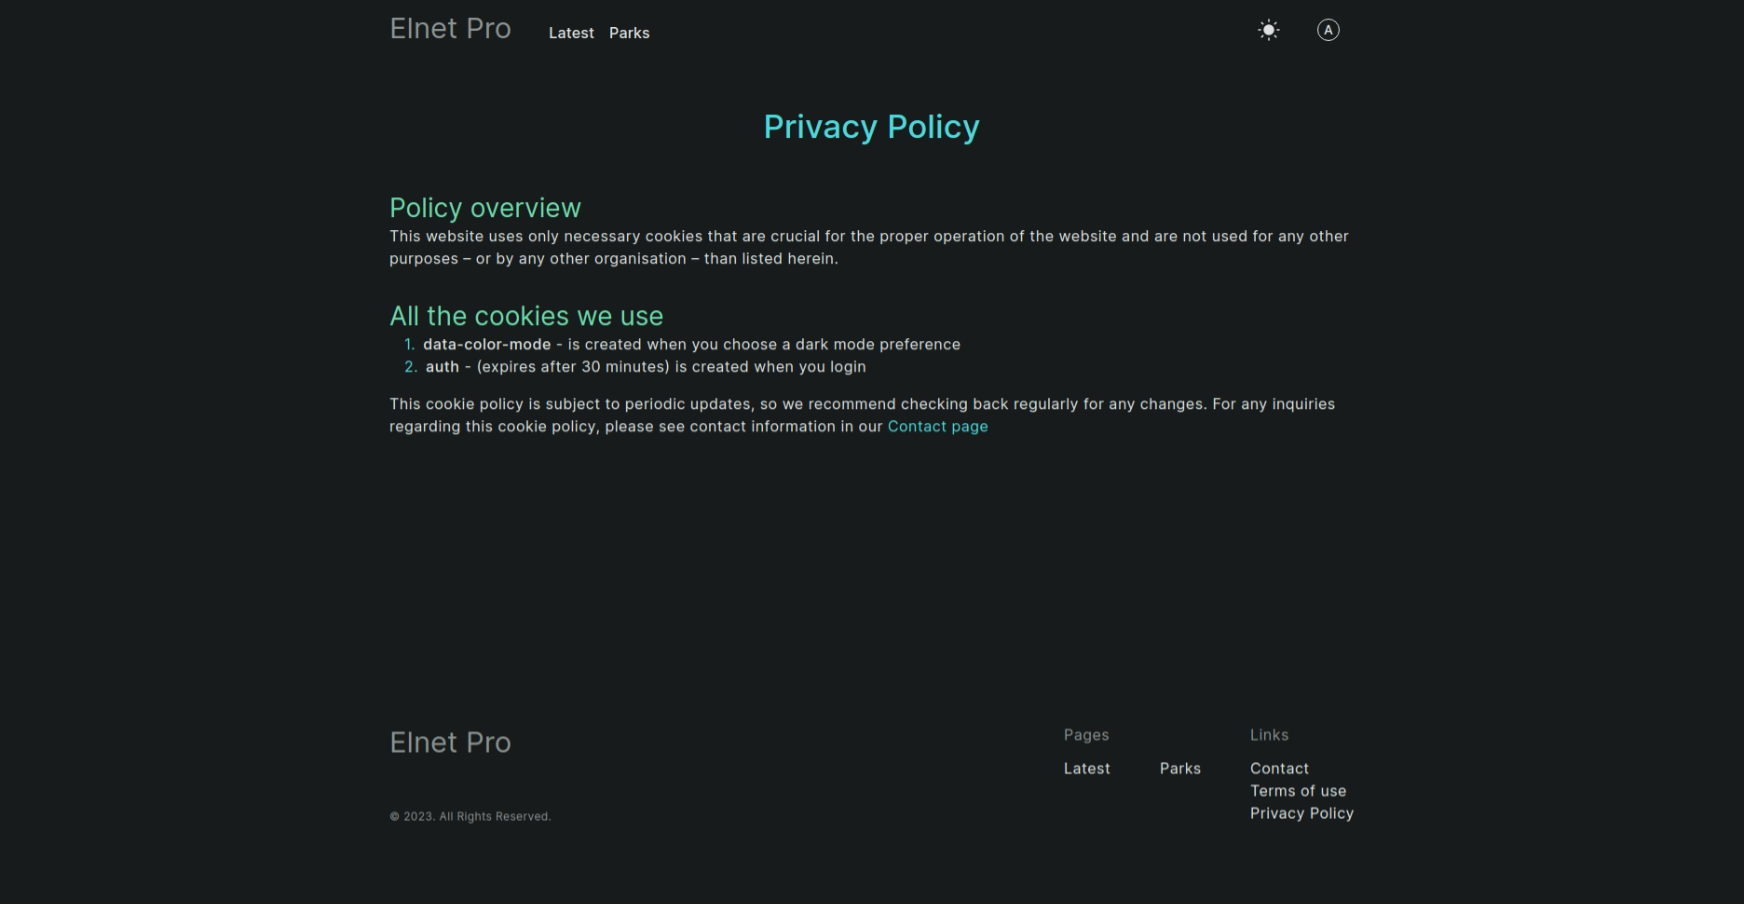 Elnet Pro
Latest Parks
A
Privacy Policy
Policy overview
This website uses only necessary cookies that are crucial for the proper operation of the website and are not used for any other
purposes – or by any other organisation – than listed herein.
All the cookies we use
1. data-color-mode - is created when you choose a dark mode preference
2. auth - (expires after 30 minutes) is created when you login
This cookie policy is subject to periodic updates, so we recommend checking back regularly for any changes. For any inquiries
regarding this cookie policy, please see contact information in our Contact page
Elnet Pro
© 2023. All Rights Reserved.
Pages
Latest Parks
Links
Contact
Terms of use
Privacy Policy